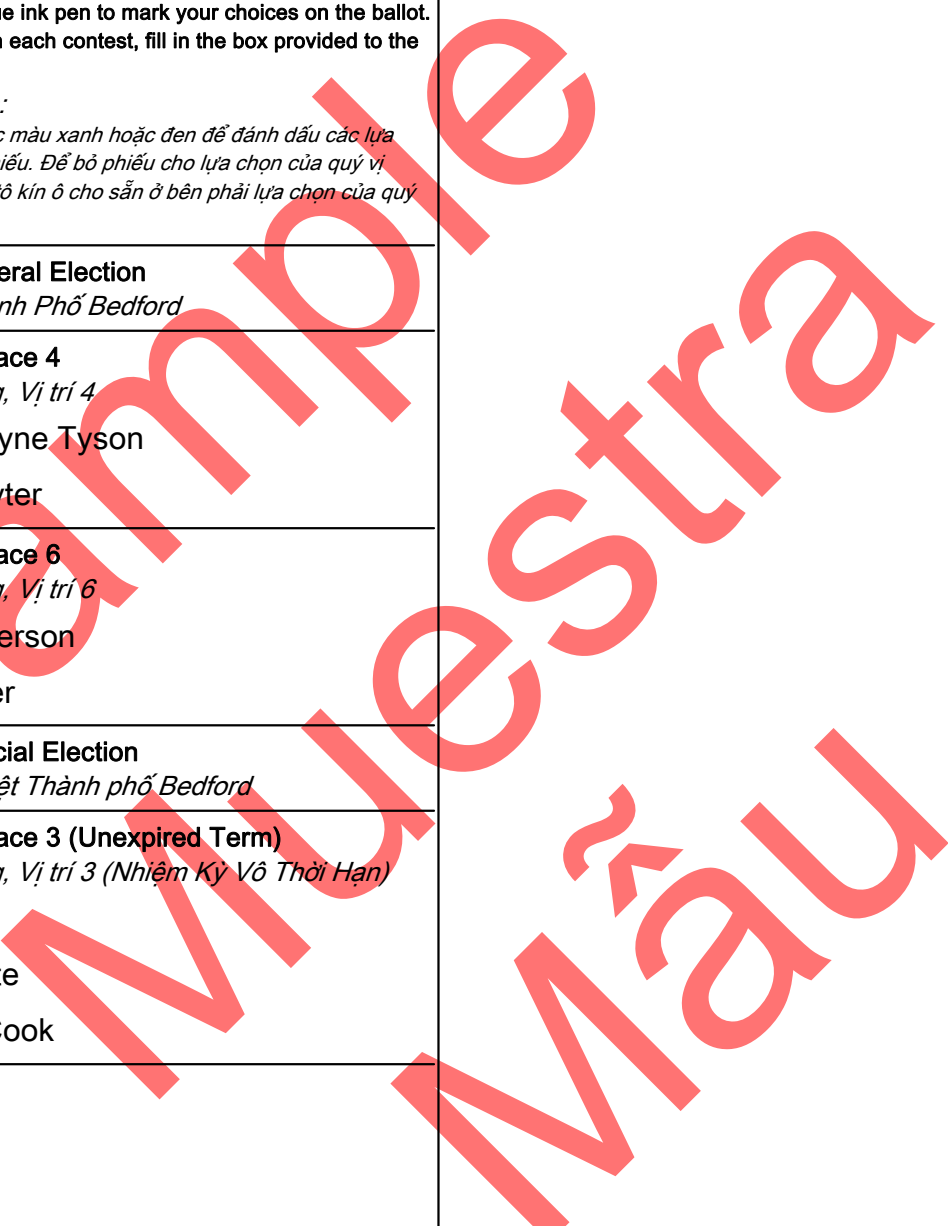 ue ink pen to mark your choices on the ballot.
n each contest, fill in the box provided to the
:
c màu xanh hoặc đen để đánh dấu các lựa
hiếu. Để bỏ phiếu cho lựa chọn của quý vị
tô kín ô cho sẵn ở bên phải lựa chọn của quý
eral Election
nh Phố Bedford
ace 4
g, Vị trí 4
yne Tyson
yter
ace 6
g, Vị trí 6
erson
er
cial Election
ệt Thành phố Bedford
ace 3 (Unexpired Term)
g, Vị trí 3 (Nhiệm Kỳ Vô Thời Hạn)
te
Cook
ample
Muestra
Mẫu